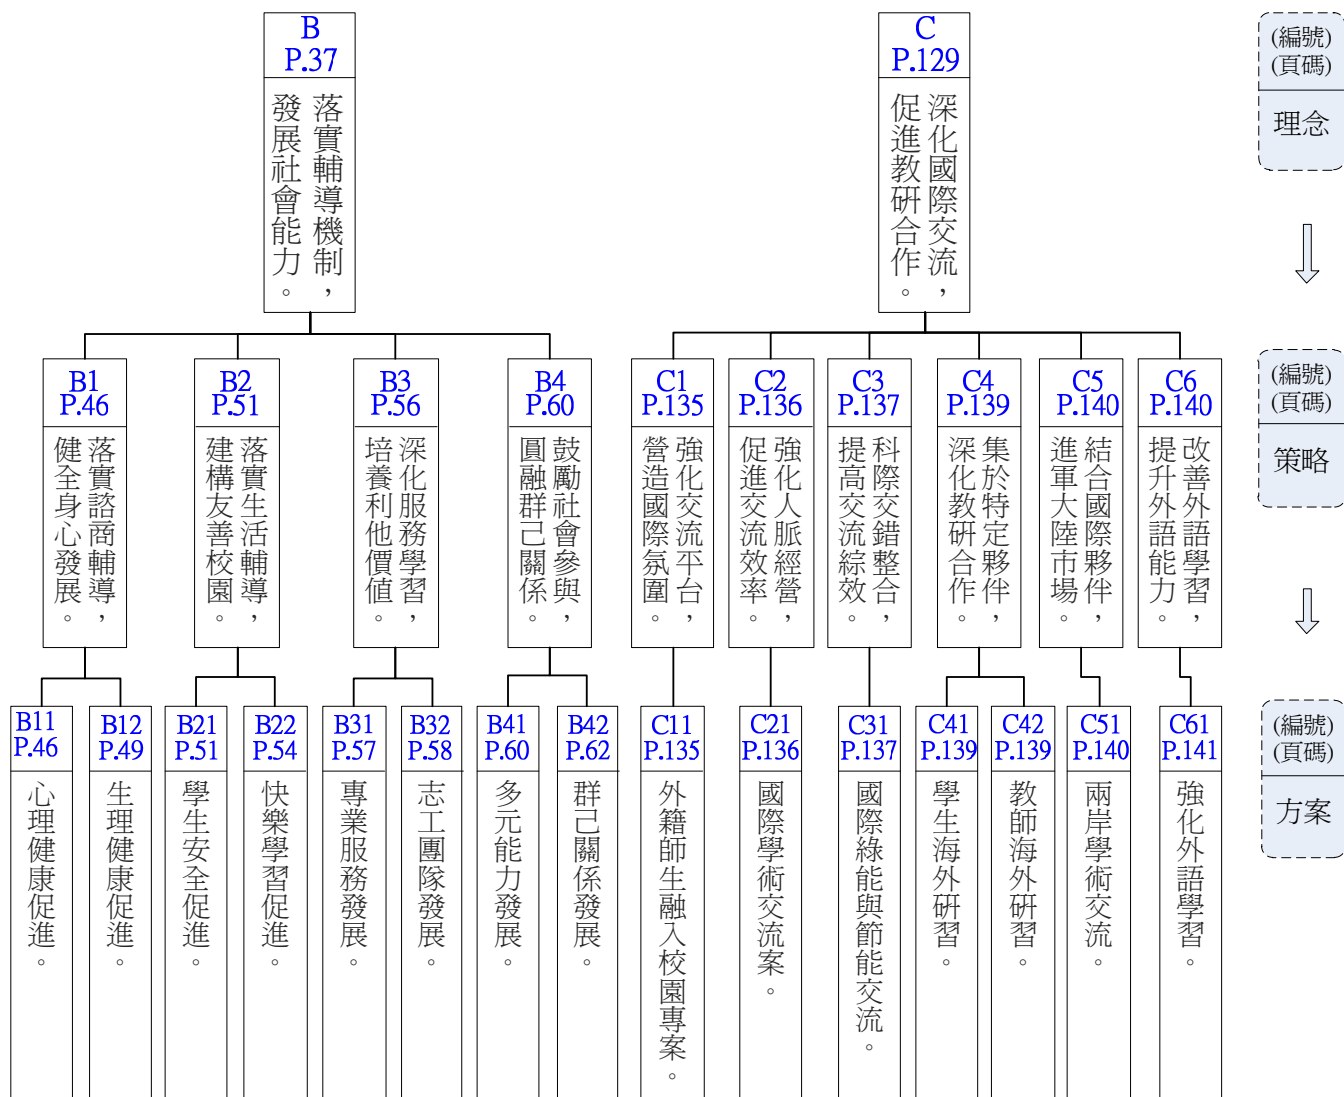 B
P.37
落實輔導機制，
發展社會能力。
C
P.129
深化國際交流，
促進教研合作。
(編號)
(頁碼)
理念
B1
P.46
落實諮商輔導，
健全身心發展。
B2
P.51
落實生活輔導，
建構友善校園。
B3
P.56
深化服務學習，
培養利他價值。
B4
P.60
鼓勵社會參與，
圓融群己關係。
C1
P.135
強化交流平台，
營造國際氛圍。
C2
P.136
強化人脈經營，
促進交流效率。
C3
P.137
科際交錯整合，
提高交流綜效。
C4
P.139
集於特定夥伴，
深化教研合作。
C5
P.140
結合國際夥伴，
進軍大陸市場。
C6
P.140
改善外語學習，
提升外語能力。
(編號)
(頁碼)
策略
B11
P.46
心理健康促進。
B12
P.49
生理健康促進。
B21
P.51
學生安全促進。
B22
P.54
快樂學習促進。
B31
P.57
專業服務發展。
B32
P.58
志工團隊發展。
B41
P.60
多元能力發展。
B42
P.62
群己關係發展。
C11
P.135
外籍師生融入校園專案。
C21
P.136
國際學術交流案。
C31
P.137
國際綠能與節能交流。
C41
P.139
學生海外研習。
C42
P.139
教師海外研習。
C51
P.140
兩岸學術交流。
C61
P.141
強化外語學習。
(編號)
(頁碼)
方案